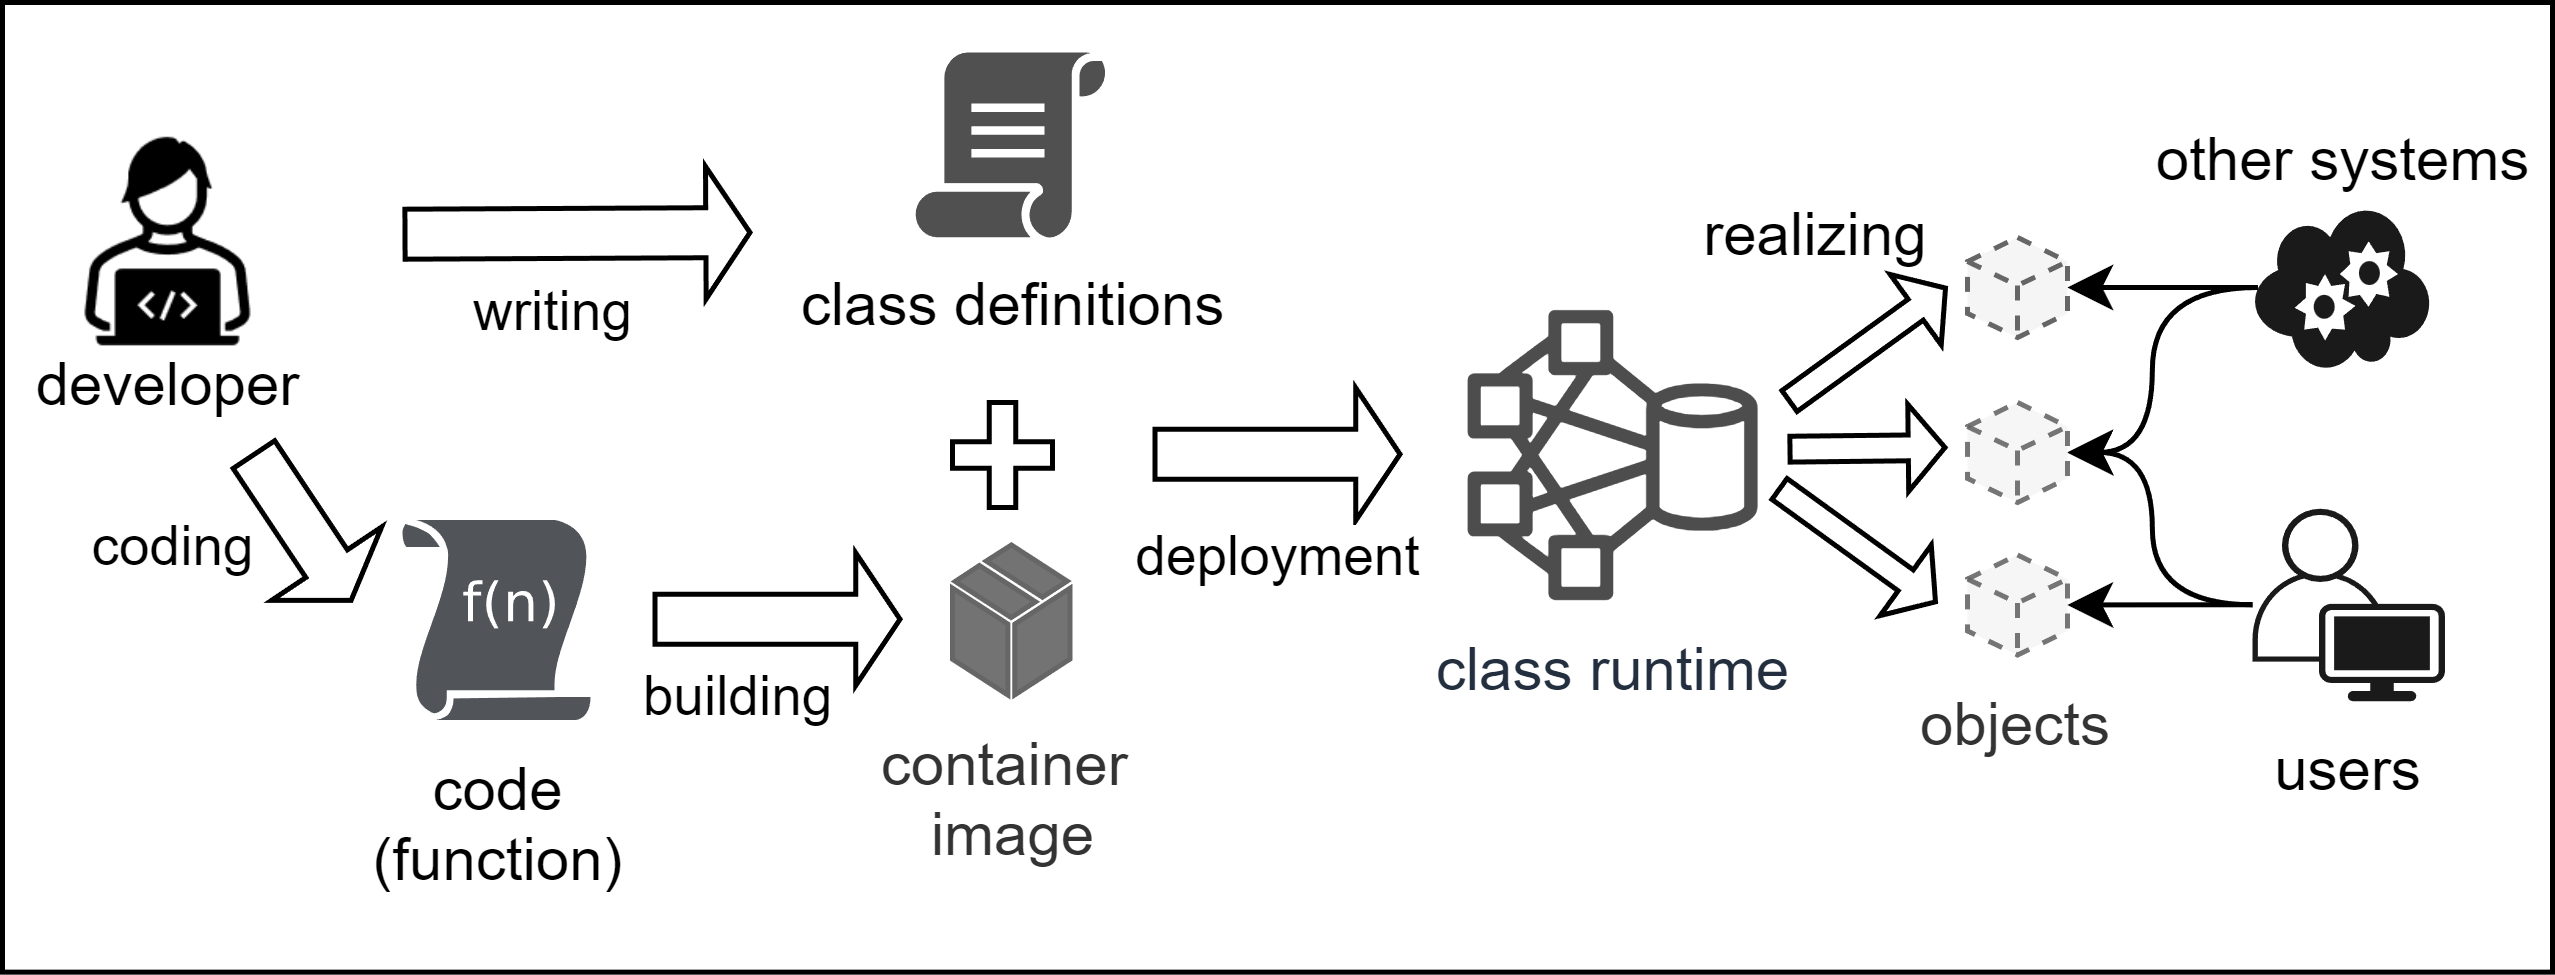 developer
</>
writing
class definitions
coding
f(n)
code
(function)
building
container
image
deployment
class runtime
realizing
objects
other systems
users